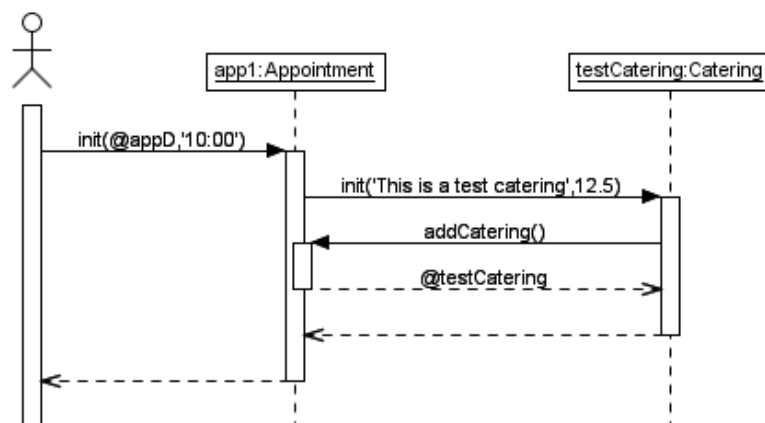 app1:Appointment
testCatering:Catering
init(@appD,'10:00')
init('This is a test catering',12.5)
addCatering()
@testCatering